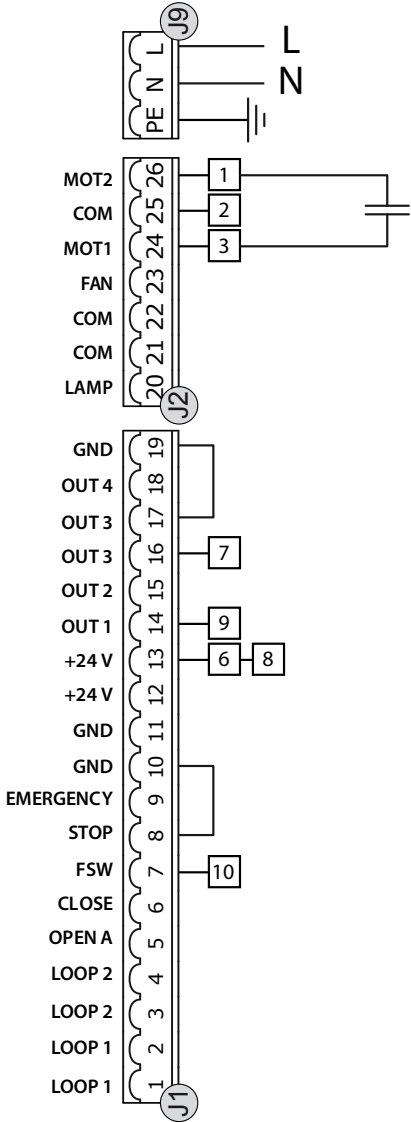 J9
L L
N N
PE
MOT2 26 1
COM 25 2
MOT1 24 3
FAN 23
COM 22
COM 21
LAMP 20
J2
GND 19
OUT 4 18
OUT 3 17
OUT 3 16 7
OUT 2 15
OUT 1 14 9
+24 V 13 6 8
+24 V 12
GND 11
GND 10
EMERGENCY 9
STOP 8
FSW 7 10
CLOSE 6
OPEN A 5
LOOP 2 4
LOOP 2 3
LOOP 1 2
LOOP 1 1
J1